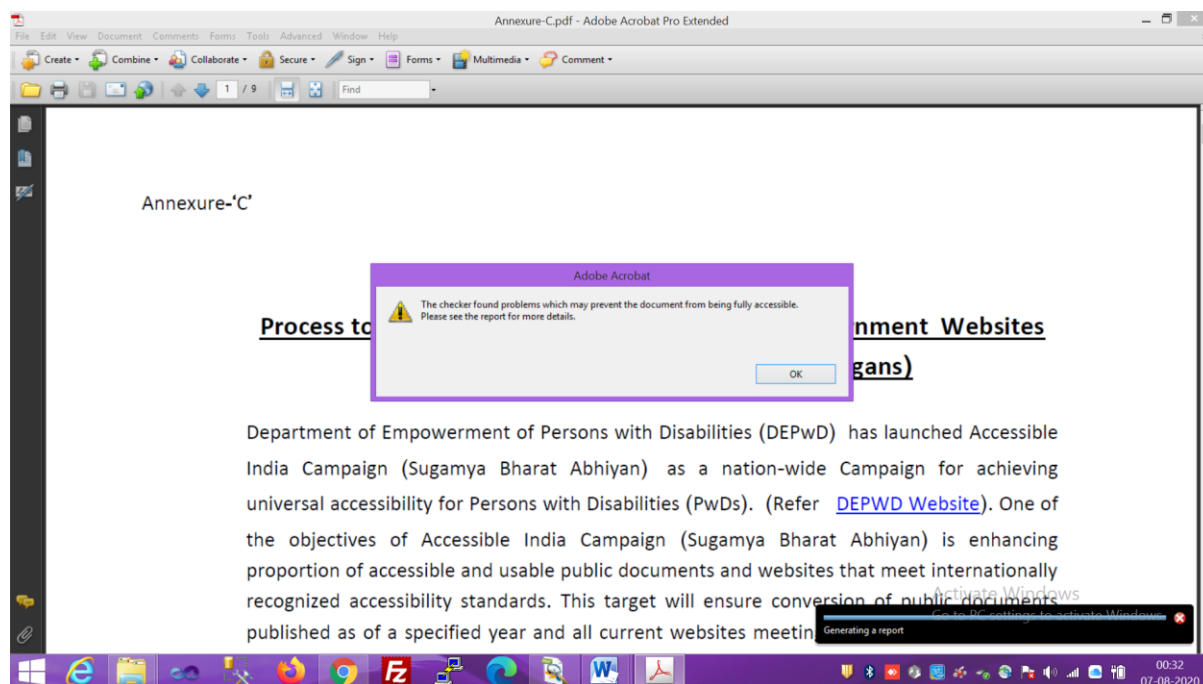 Annexure-C.pdf - Adobe Acrobat Pro Extended
File Edit View Document Comments Forms Tools Advanced Window Help
Create Combine Collaborate Secure Sign Forms Multimedia Comment
1 / 9 Find
Annexure-‘C’
Adobe Acrobat
The checker found problems which may prevent the document from being fully accessible.
Please see the report for more details.
OK
Process to nment Websites
gans)
Department of Empowerment of Persons with Disabilities (DEPwD) has launched Accessible
India Campaign (Sugamya Bharat Abhiyan) as a nation-wide Campaign for achieving
universal accessibility for Persons with Disabilities (PwDs). (Refer DEPWD Website). One of
the objectives of Accessible India Campaign (Sugamya Bharat Abhiyan) is enhancing
proportion of accessible and usable public documents and websites that meet internationally
recognized accessibility standards. This target will ensure conversion of public documents
published as of a specified year and all current websites meetin
Activate Windows
Go to PC settings to activate Windows.
Generating a report
00:32
07-08-2020